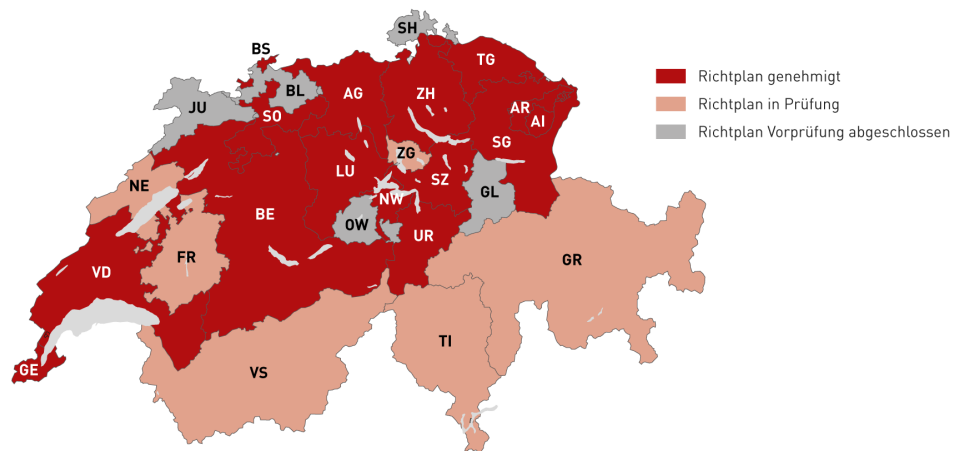 SH
BS
TG
BL
AG
ZH
JU
SO
AR
AI
SG
ZG
LU
SZ
NE
NW
GL
BE
OW
UR
FR
GR
VD
TI
GE
VS
Richtplan genehmigt
Richtplan in Prüfung
Richtplan Vorprüfung abgeschlossen